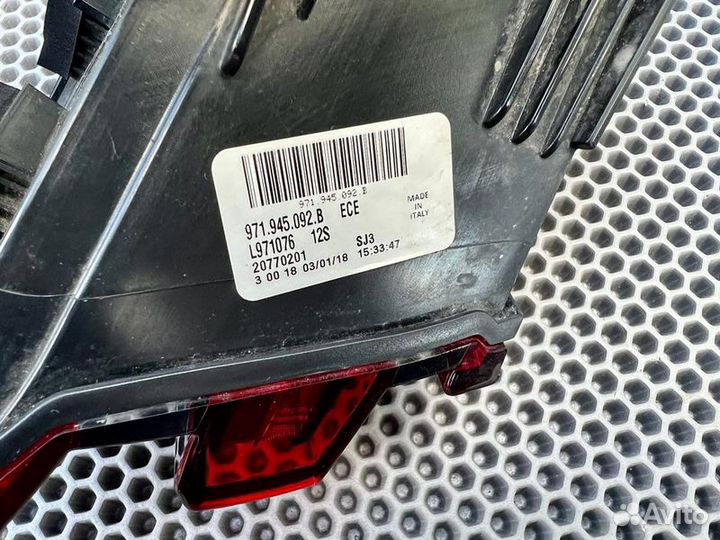 971.945.092.B
971.945.092.B ECE
MADE
IN
ITALY
L971076 12S
20770201 SJ3
3 00 18 03/01/18 15:33:47
Avito